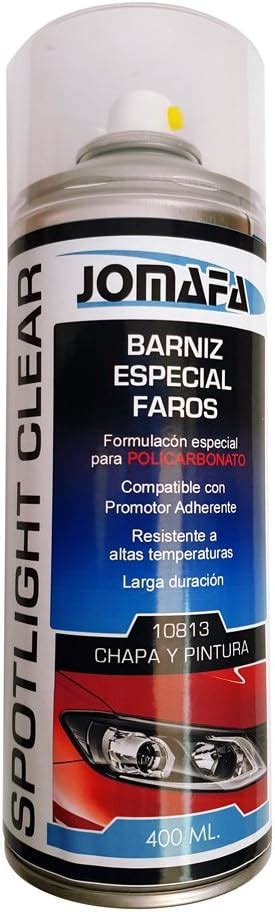 SPOTLIGHT CLEAR
JOMAFA
BARNIZ
ESPECIAL
FAROS
Formulacón especial
para POLICARBONATO
Compatible con
Promotor Adherente
Resistente a
altas temperaturas
Larga duración
10813
CHAPA Y PINTURA
400 ML.